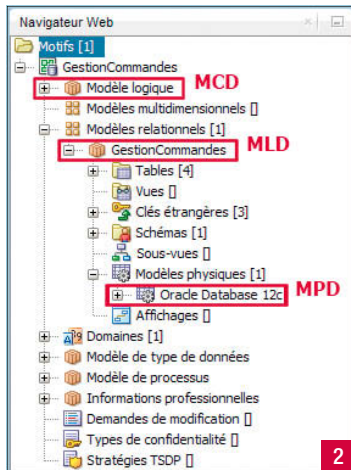 Navigateur Web
Motifs [1]
GestionCommandes
Modèle logique MCD
Modèles multidimensionnels []
Modèles relationnels [1]
GestionCommandes MLD
Tables [4]
Vues []
Clés étrangères [3]
Schémas [1]
Sous-vues []
Modèles physiques [1]
Oracle Database 12c MPD
Affichages []
Domaines [1]
Modèle de type de données
Modèle de processus
Informations professionnelles
Demandes de modification []
Types de confidentialité []
Stratégies TSDP []
2